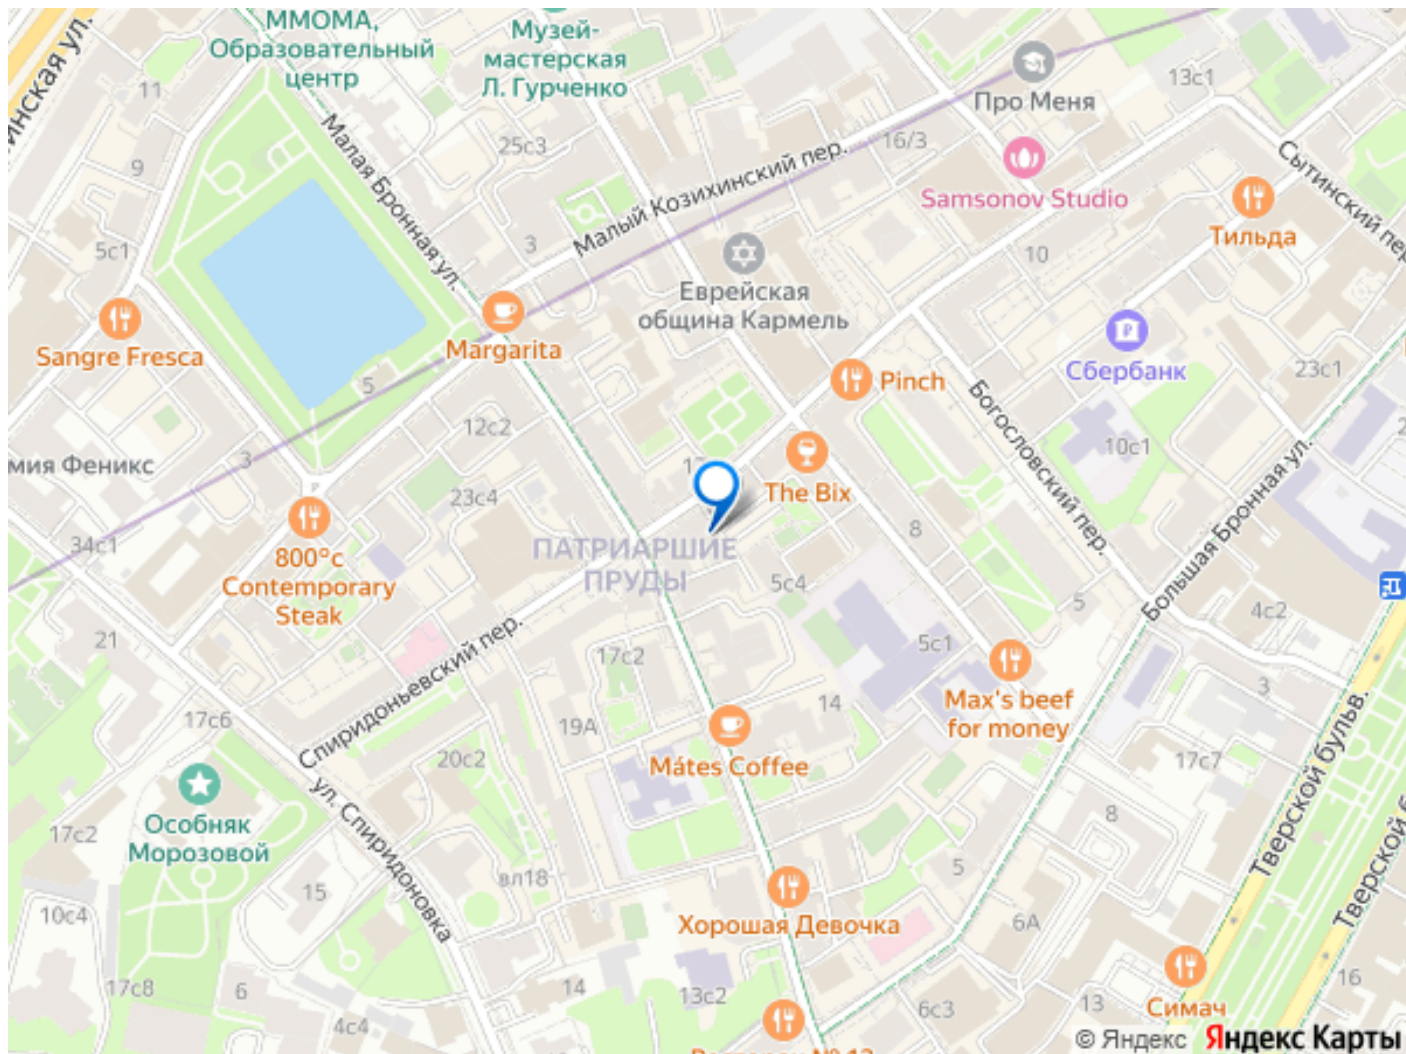 ММОМА,
Образовательный
центр
Музей-
мастерская
Л. Гурченко
Про Меня
13с1
инская ул.
11
9
Малая Бронная ул.
25с3
Малый Козихинский пер.
16/3
Samsonov Studio
Сытинский пер
Тильда
5с1
3
10
Еврейская
община Кармель
Sangre Fresca
Margarita
Сбербанк
23с1
5
Pinch
Богословский пер.
12с2
10с1
мия Феникс
3
23с4
The Bix
Большая Бронная ул.
8
34с1
800°c
Contemporary
Steak
ПАТРИАРШИЕ
ПРУДЫ
5с4
5
4с2
21
Спиридоньевский пер.
17с2
5с1
Max's beef
for money
3
17с6
19А
14
20с2
Mátes Coffee
17с7
Тверской бульв.
Особняк
Морозовой
17с2
ул. Спиридоновка
8
15
вл18
5
10с4
Хорошая Девочка
6А
Тверской б
17с8
6
14
13с2
4с4
6с3
13
16
Симач
© Яндекс Яндекс Карты